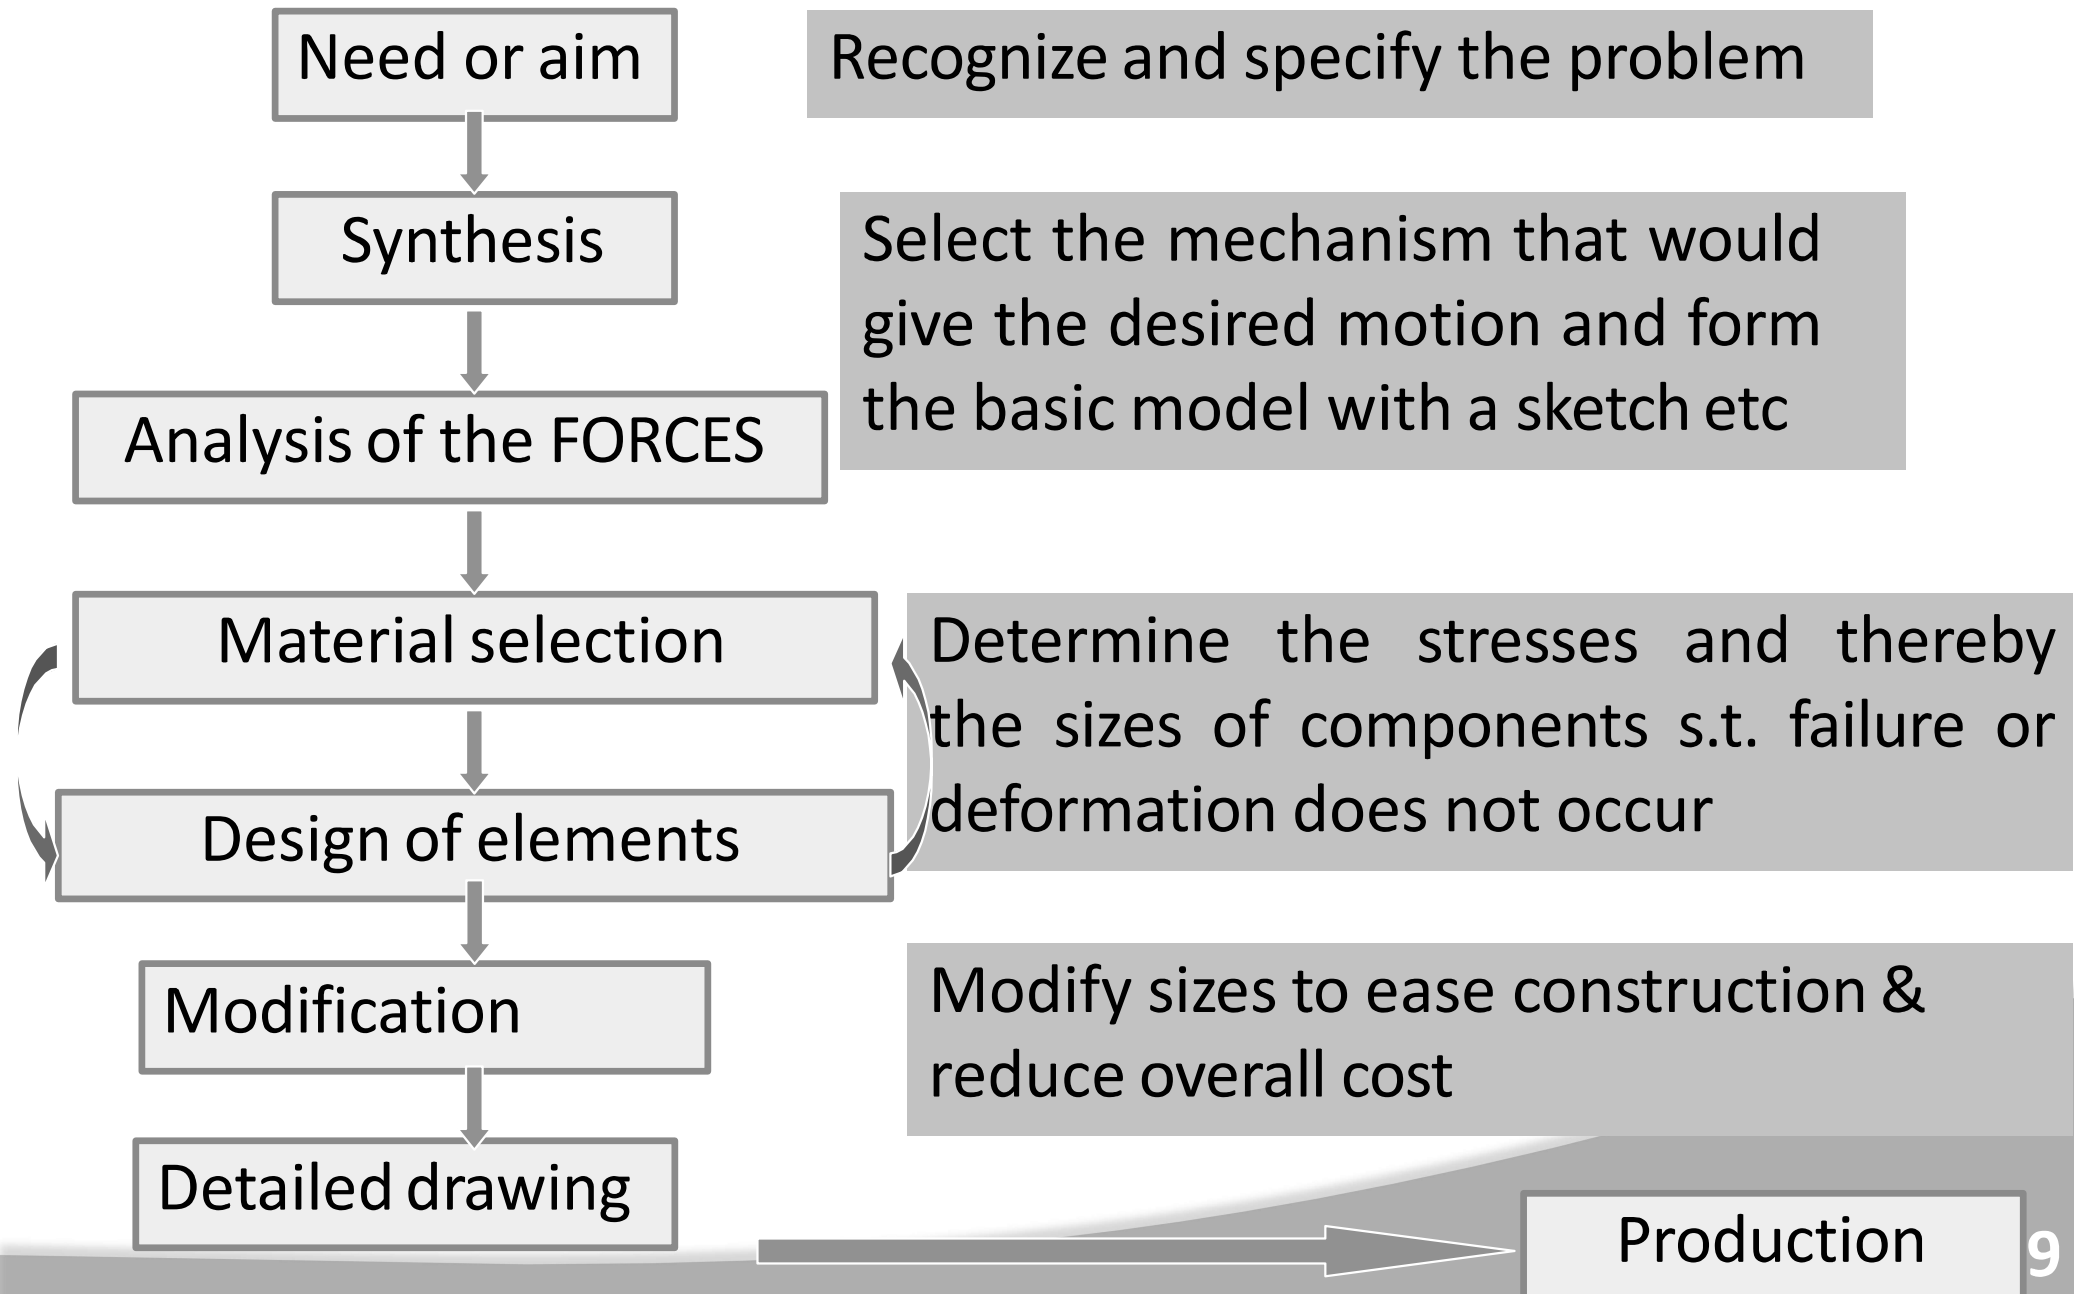 Need or aim
Recognize and specify the problem
Synthesis
Select the mechanism that would
give the desired motion and form
the basic model with a sketch etc
Analysis of the FORCES
Material selection
Determine the stresses and thereby
the sizes of components s.t. failure or
deformation does not occur
Design of elements
Modification
Modify sizes to ease construction &
reduce overall cost
Detailed drawing
Production
9